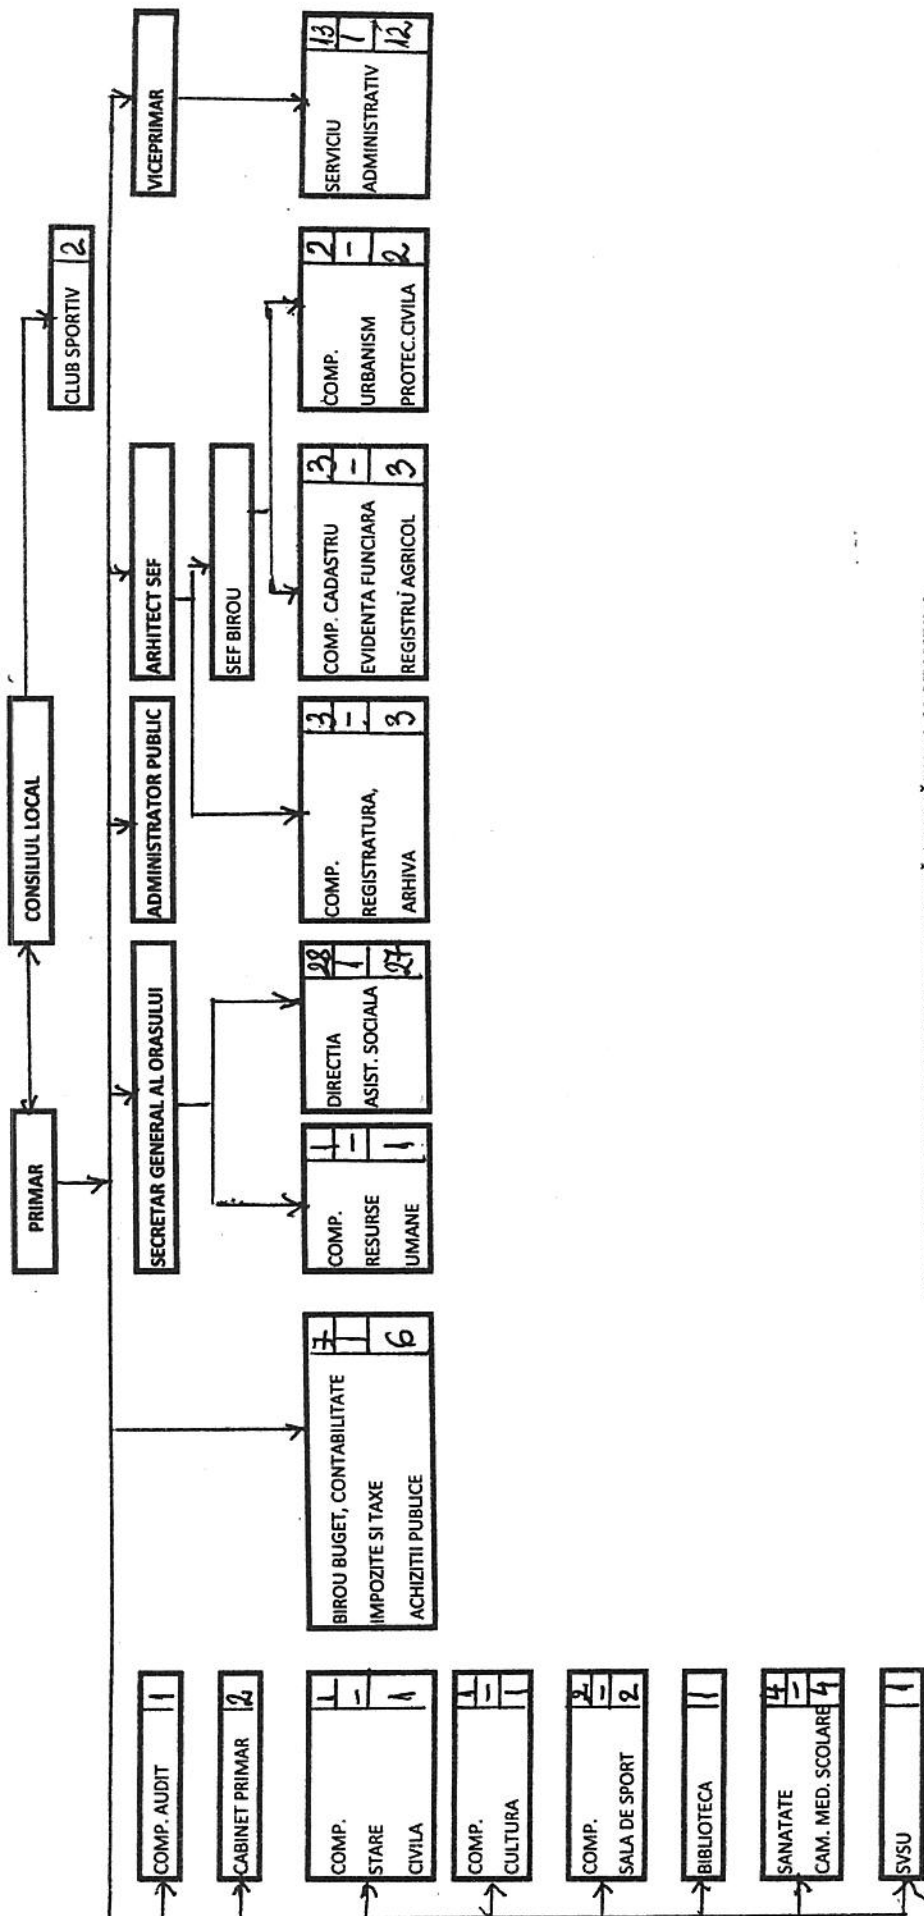 PRIMAR
CONSILIUL LOCAL
CLUB SPORTIV 2
SECRETAR GENERAL AL ORASULUI
ADMINISTRATOR PUBLIC
ARHITECT SEF
VICEPRIMAR
SEF BIROU
COMP. AUDIT 1
CABINET PRIMAR 2
COMP. 1
STARE -
CIVILA 1
COMP. 1 -
CULTURA 1
COMP. 2 -
SALA DE SPORT 2
BIBLIOTECA 1
SANATATE 4 -
CAM. MED. SCOLARE 4
SVSU 1
BIROU BUGET, CONTABILITATE 7
IMPOZITE SI TAXE 1
ACHIZITII PUBLICE 6
COMP. 1
RESURSE -
UMANE 1
DIRECTIA 28 1
ASIST. SOCIALA 27
COMP. 3
REGISTRATURA, -
ARHIVA 3
COMP. CADASTRU 3
EVIDENTA FUNCIARA -
REGISTRU AGRICOL 3
COMP. 2
URBANISM -
PROTEC.CIVILA 2
SERVICIU 13 1
ADMINISTRATIV 12